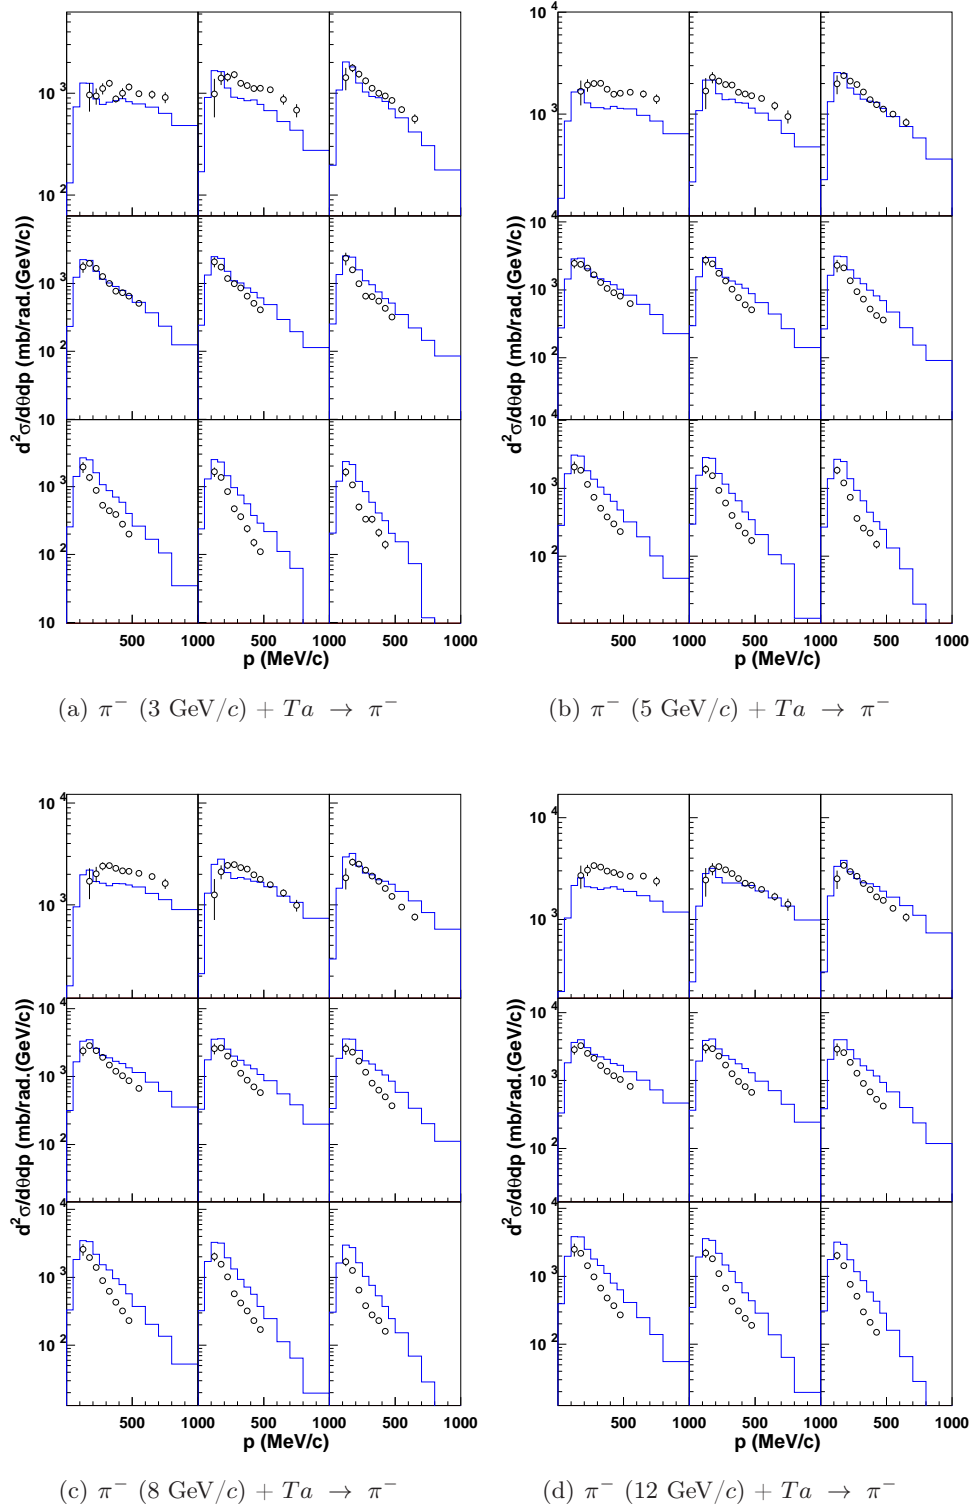 10 4
10 3 10 3
10 2 10 2
10 4
10 3 10 3
10 2 10 2
10 10
10 3 10 3
10 2 10 2
10
500 1000 500 1000 500 1000
500 1000 500 1000 500 1000
d²σ/dθdp (mb/rad.(GeV/c))
d²σ/dθdp (mb/rad.(GeV/c))
p (MeV/c) p (MeV/c)
(a) π⁻ (3 GeV/c) + Ta → π⁻
(b) π⁻ (5 GeV/c) + Ta → π⁻
10 4 10 4
10 3 10 3
10 4 10 4
10 3 10 3
10 2 10 2
10 4 10 4
10 3 10 3
10 2 10 2
500 1000 500 1000 500 1000
500 1000 500 1000 500 1000
d²σ/dθdp (mb/rad.(GeV/c))
d²σ/dθdp (mb/rad.(GeV/c))
p (MeV/c) p (MeV/c)
(c) π⁻ (8 GeV/c) + Ta → π⁻
(d) π⁻ (12 GeV/c) + Ta → π⁻